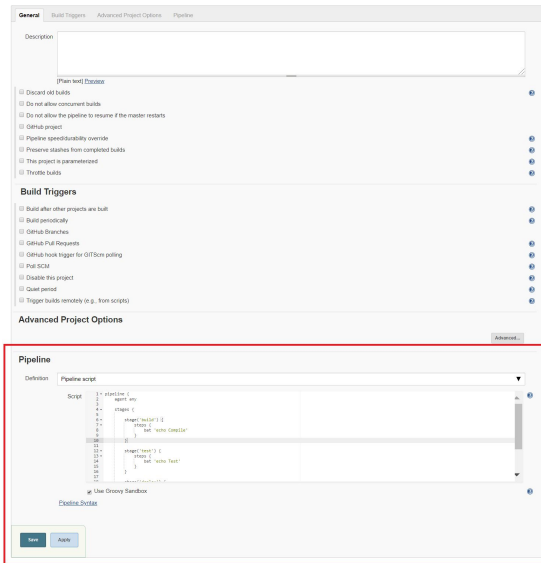 General Build Triggers Advanced Project Options Pipeline
Description
[Plain text] Preview
Discard old builds
Do not allow concurrent builds
Do not allow the pipeline to resume if the master restarts
GitHub project
Pipeline speed/durability override
Preserve stashes from completed builds
This project is parameterized
Throttle builds
Build Triggers
Build after other projects are built
Build periodically
GitHub Branches
GitHub Pull Requests
GitHub hook trigger for GITScm polling
Poll SCM
Disable this project
Quiet period
Trigger builds remotely (e.g., from scripts)
Advanced Project Options
Advanced...
Pipeline
Definition Pipeline script
Script
1 pipeline {
2 agent any
3
4 stages {
5
6 stage('build') {
7 steps {
8 bat 'echo Compile'
9 }
10 }
11
12 stage('test') {
13 steps {
14 bat 'echo Test'
15 }
16 }
17
Use Groovy Sandbox
Pipeline Syntax
Save Apply